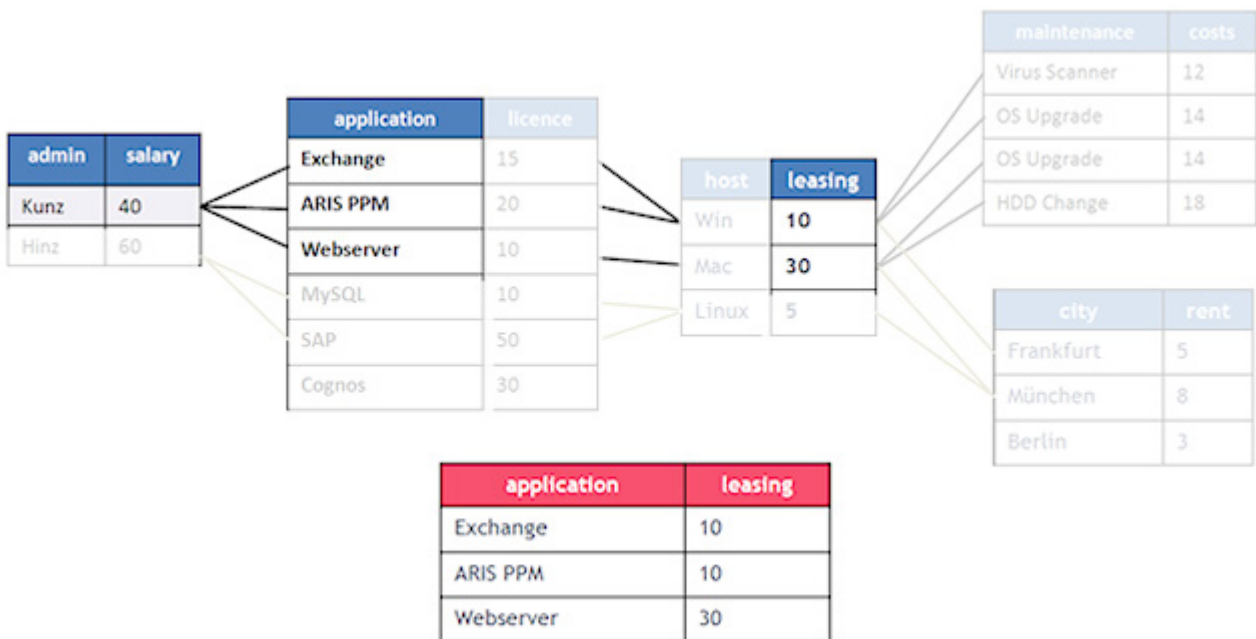 admin salary
Kunz 40
Hinz 60
application licence
Exchange 15
ARIS PPM 20
Webserver 10
MySQL 10
SAP 50
Cognos 30
host leasing
Win 10
Mac 30
Linux 5
maintenance costs
Virus Scanner 12
OS Upgrade 14
OS Upgrade 14
HDD Change 18
city rent
Frankfurt 5
München 8
Berlin 3
application leasing
Exchange 10
ARIS PPM 10
Webserver 30